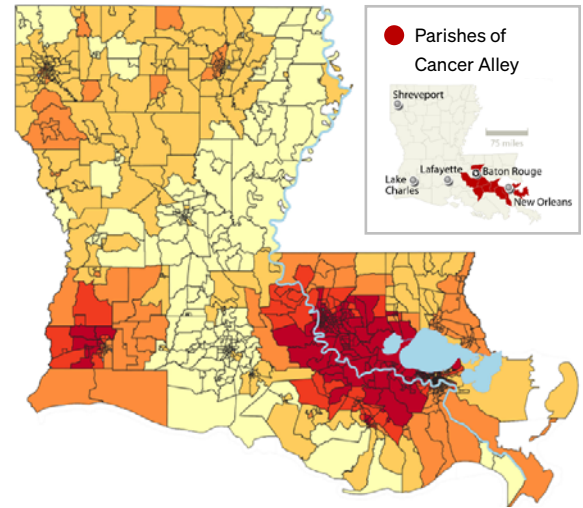 Parishes of
Cancer Alley
Shreveport
75 miles
Lafayette
Baton Rouge
Lake
Charles
New Orleans